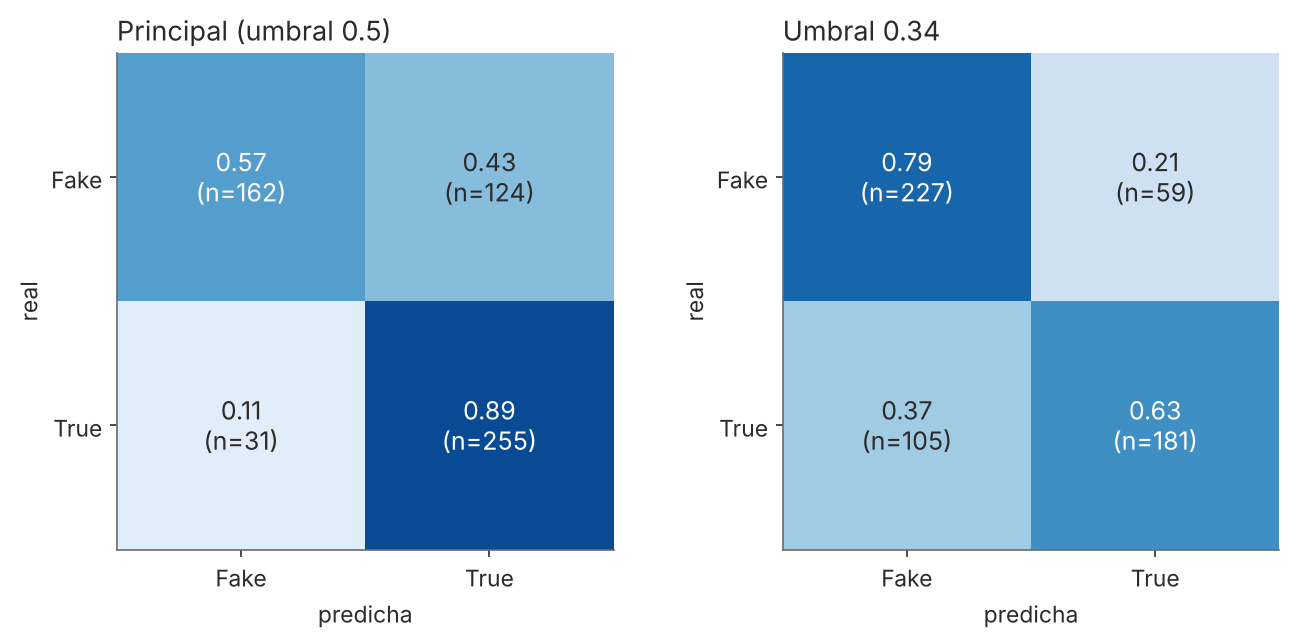 Principal (umbral 0.5)
real
Fake
0.57
(n=162)
0.43
(n=124)
True
0.11
(n=31)
0.89
(n=255)
Fake
True
predicha
Umbral 0.34
real
Fake
0.79
(n=227)
0.21
(n=59)
True
0.37
(n=105)
0.63
(n=181)
Fake
True
predicha